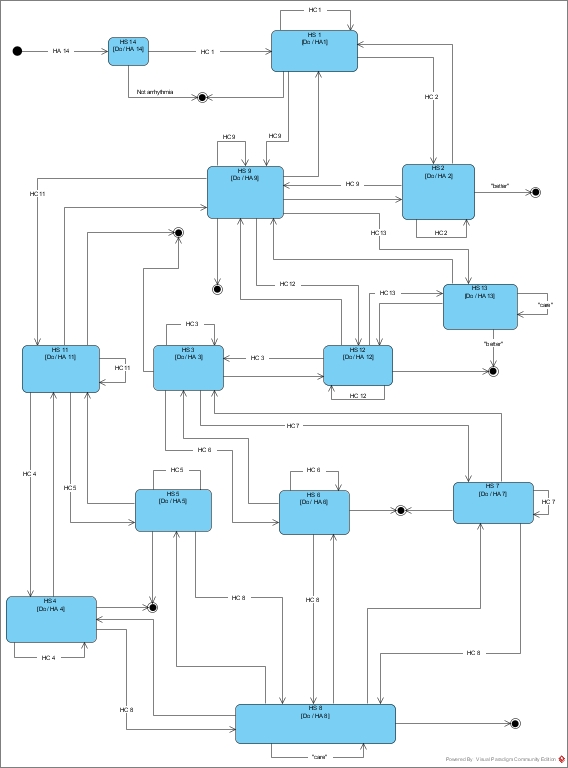 HC 1
HS 14
[Do / HA 14]
HS 1
[Do / HA1]
HA 14
HC 1
Not arrhythmia
HC 2
HC 9
HC 9
HS 9
[Do / HA 9]
HS 2
[Do / HA 2]
HC 9
"better"
HC 11
HC 2
HC 13
HC 12
HC 13
HS 13
[Do / HA 13]
"care"
HC 3
"better"
HS 11
[Do / HA 11]
HS 3
[Do / HA 3]
HS 12
[Do / HA 12]
HC 3
HC 11
HC 12
HC 7
HC 6
HC 4
HC 5
HC 5
HC 6
HS 5
[Do / HA 5]
HS 6
[Do / HA 6]
HS 7
[Do / HA 7]
HC 7
HS 4
[Do / HA 4]
HC 8
HC 8
HC 4
HC 8
HC 8
HS 8
[Do / HA 8]
"care"
Powered By Visual Paradigm Community Edition